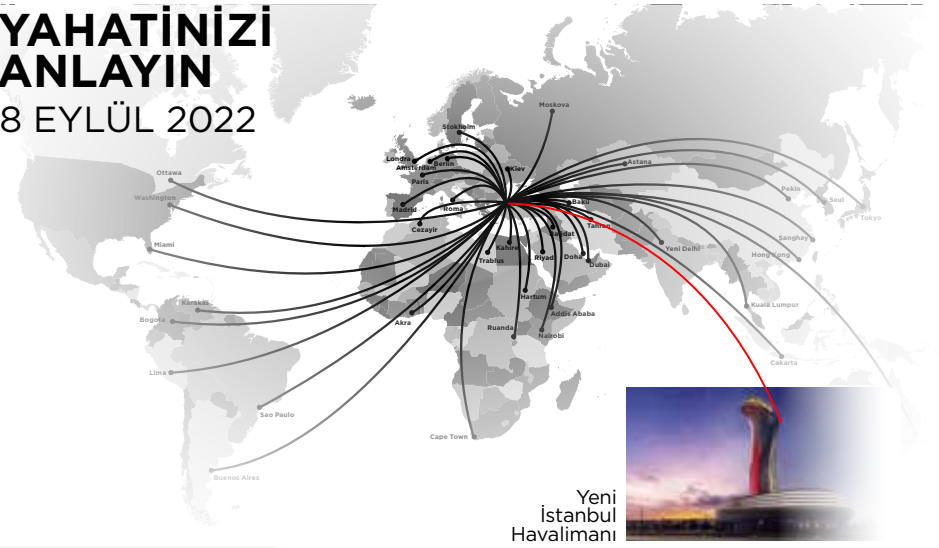 YAHATİNİZİ
ANLAYIN
8 EYLÜL 2022
Moskova
Stokholm
Londra
Berlin
Amsterdam
Kiev
Astana
Ottawa
Paris
Pekin
Washington
Seul
Madrid
Roma
Baku
Tokyo
Cezayir
Tahran
Bağdat
Sanghay
Miami
Kahire
Yeni Delhi
Trablus
Riyad
Doha
Hong Kong
Dubai
Karakas
Hartum
Kuala Lumpur
Bogota
Akra
Addis Ababa
Ruanda
Nairobi
Cakarta
Lima
Sao Paulo
Cape Town
Buenos Aires
Yeni
İstanbul
Havalimanı